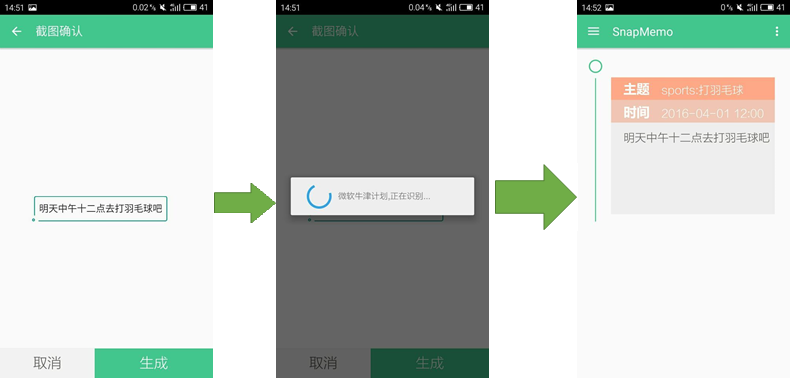 14:51
0.02%
41
截图确认
明天中午十二点去打羽毛球吧
取消
生成
14:51
0.04%
41
截图确认
微软牛津计划,正在识别...
取消
生成
14:52
0%
41
SnapMemo
主题 sports:打羽毛球
时间 2016-04-01 12:00
明天中午十二点去打羽毛球吧